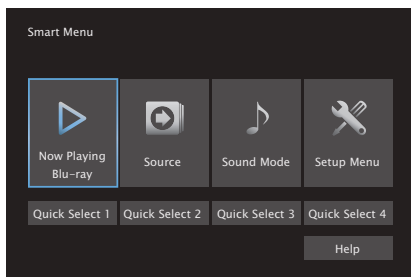 Smart Menu
Now Playing
Blu-ray
Source
Sound Mode
Setup Menu
Quick Select 1
Quick Select 2
Quick Select 3
Quick Select 4
Help